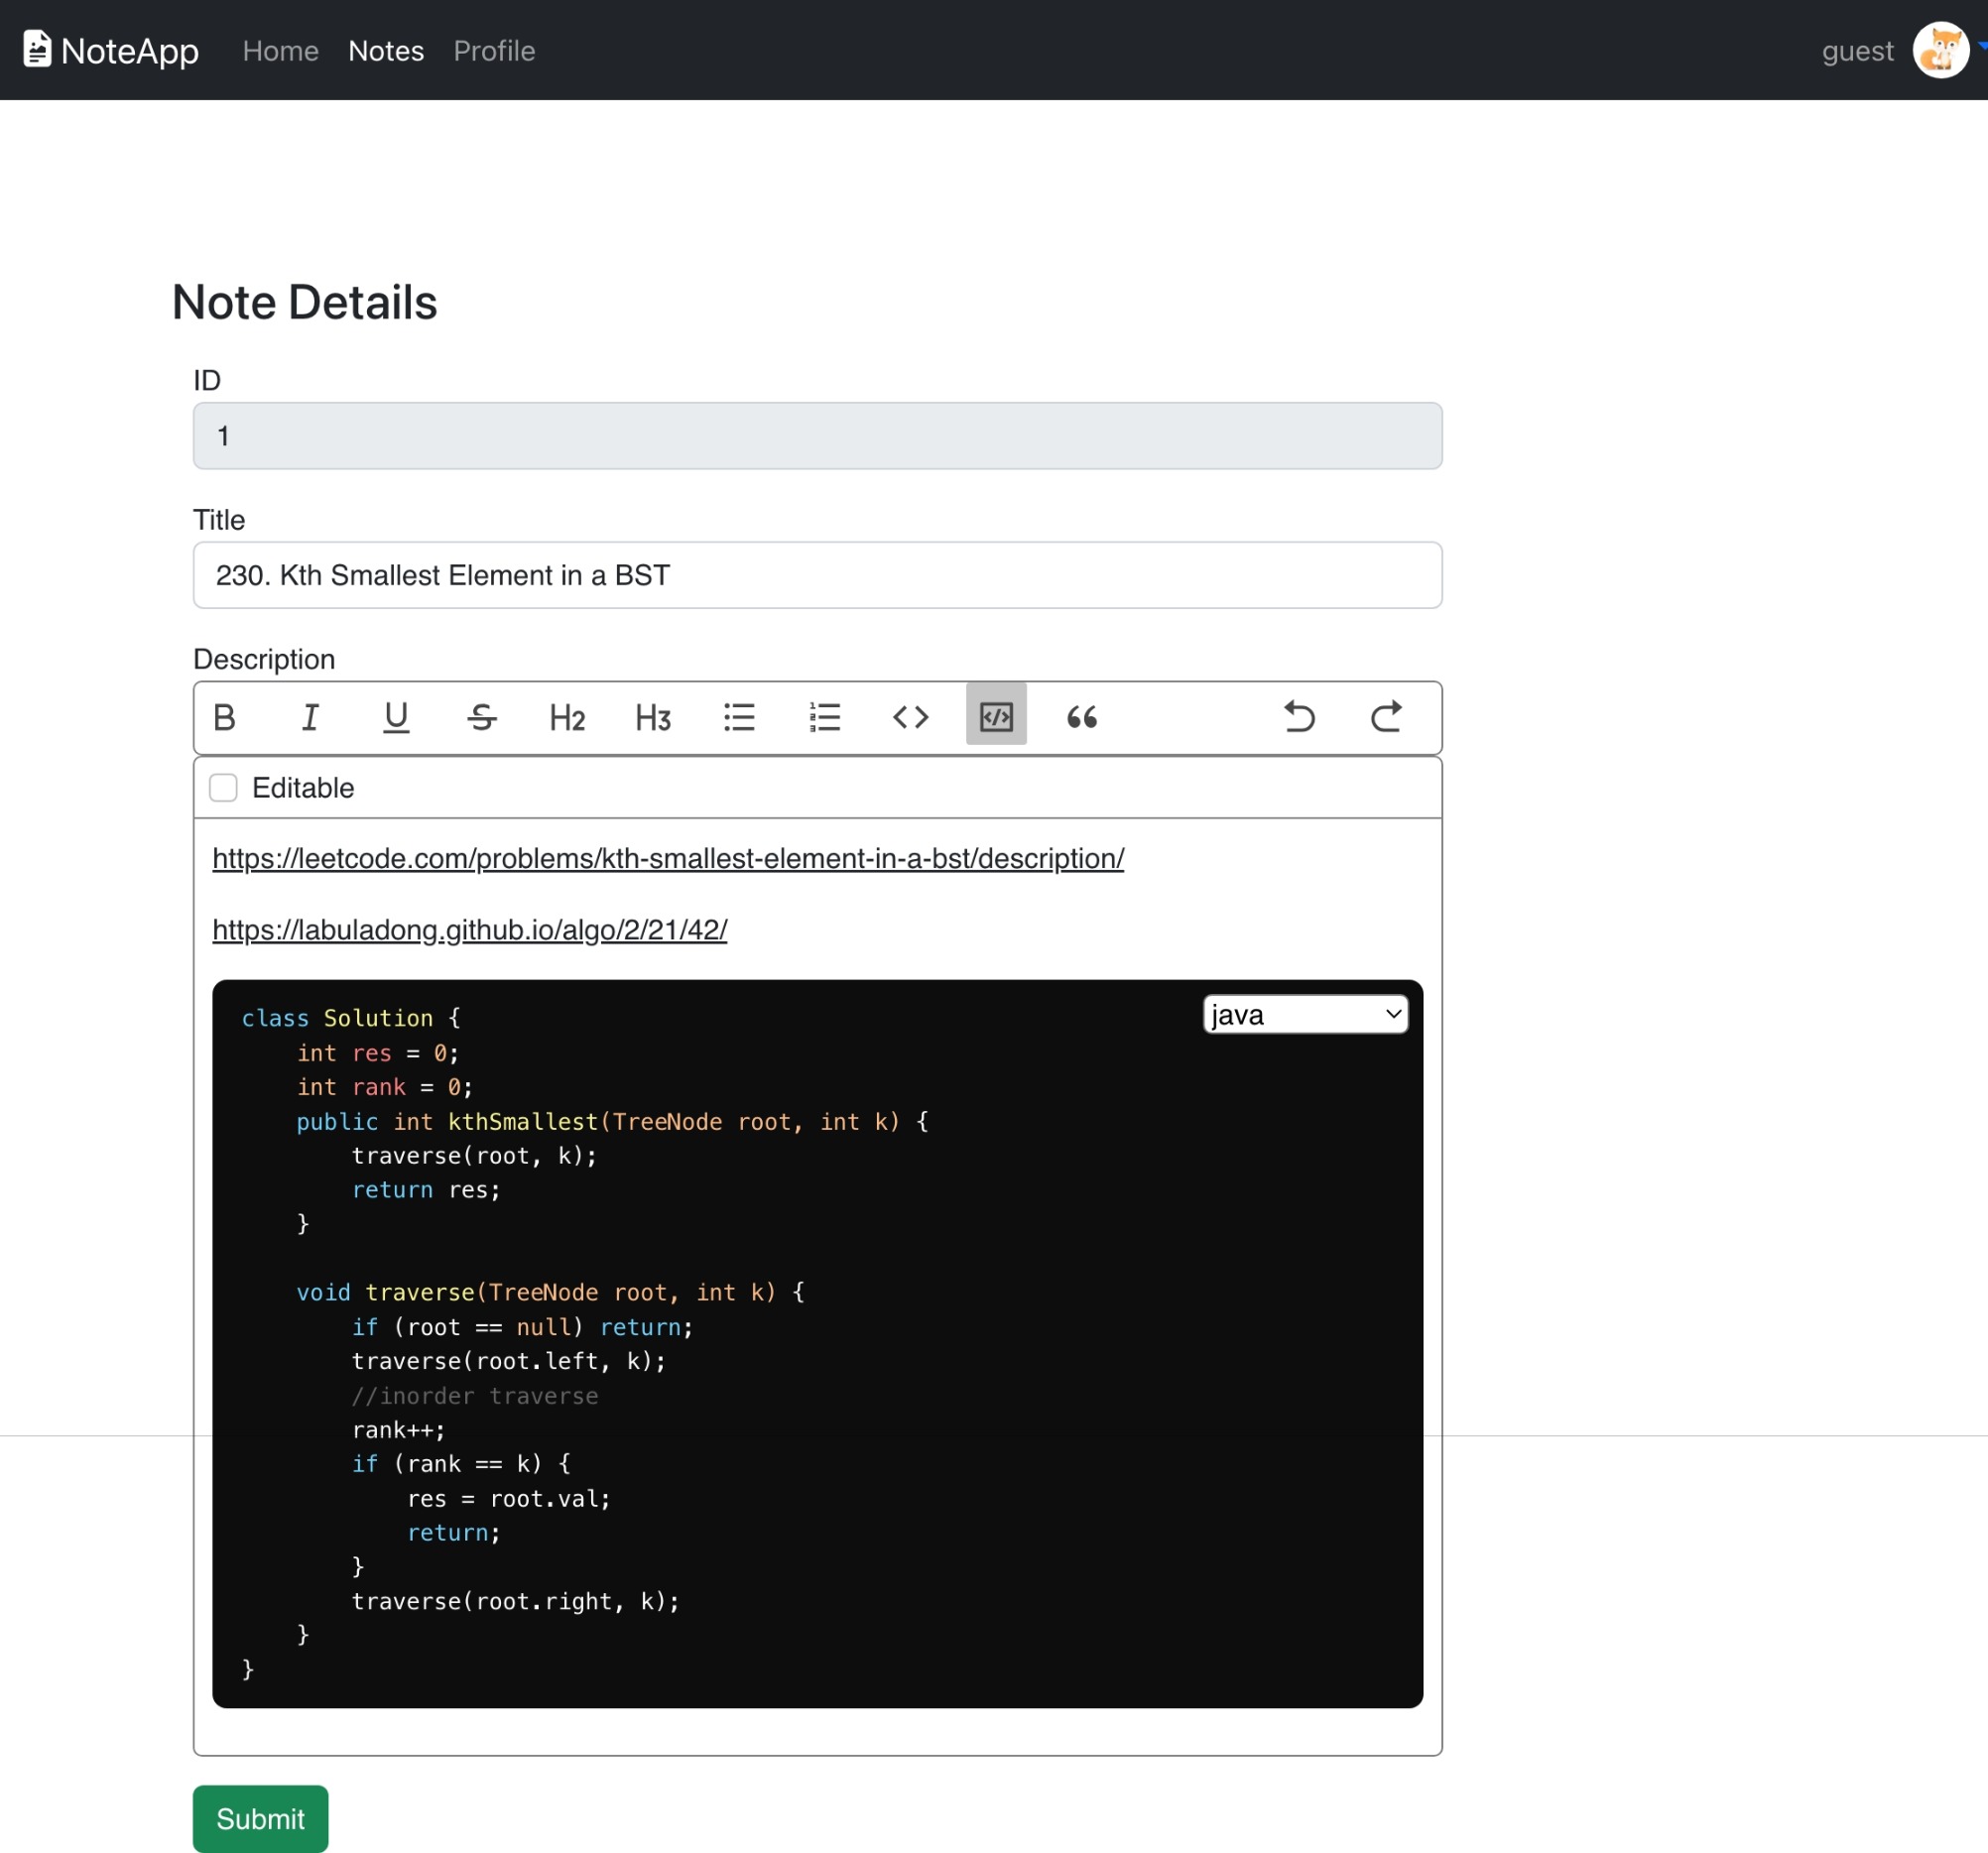 NoteApp Home Notes Profile guest
Note Details
ID
1
Title
230. Kth Smallest Element in a BST
Description
B I U S H2 H3
Editable
https://leetcode.com/problems/kth-smallest-element-in-a-bst/description/
https://labuladong.github.io/algo/2/21/42/
java
class Solution {
    int res = 0;
    int rank = 0;
    public int kthSmallest(TreeNode root, int k) {
        traverse(root, k);
        return res;
    }

    void traverse(TreeNode root, int k) {
        if (root == null) return;
        traverse(root.left, k);
        //inorder traverse
        rank++;
        if (rank == k) {
            res = root.val;
            return;
        }
        traverse(root.right, k);
    }
}
Submit